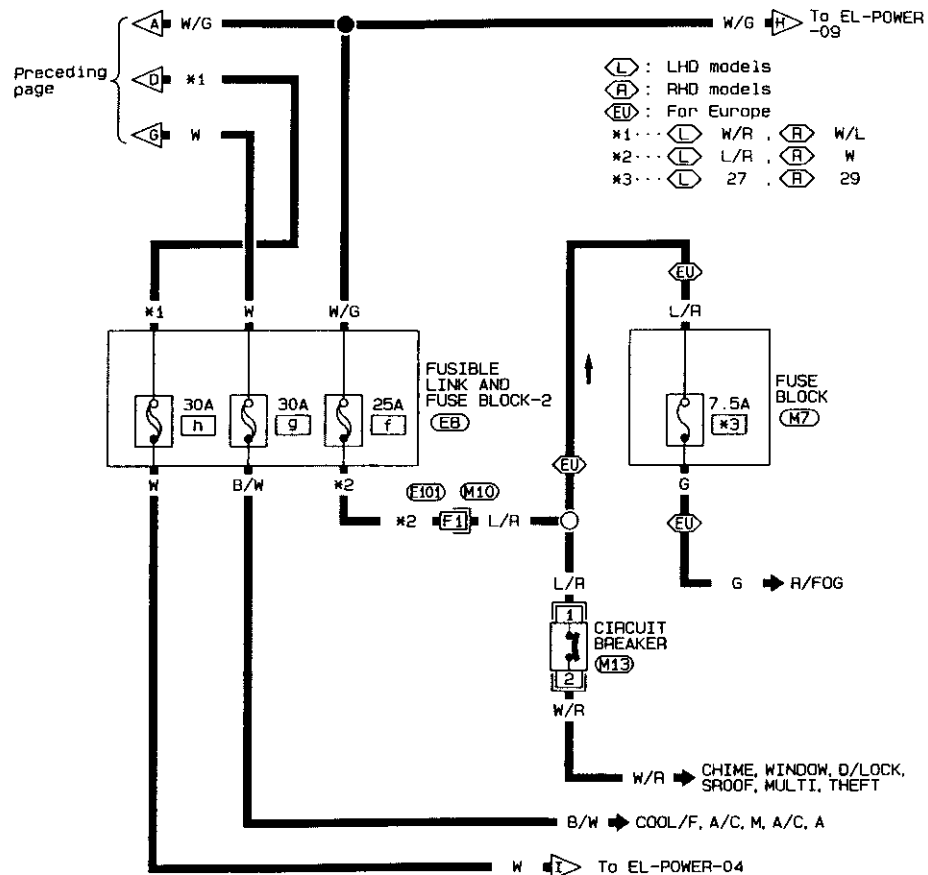 A W/G W/G H To EL-POWER
-09
Preceding
page
D *1
G W
L : LHD models
R : RHD models
EU : For Europe
*1··· L W/R , R W/L
*2··· L L/R , R W
*3··· L 27 , R 29
EU
*1 W W/G L/R
FUSIBLE
LINK AND
FUSE BLOCK-2
E8
30A h 30A g 25A f
FUSE
BLOCK
M7
7.5A
*3
W B/W *2 EU G
E101 M10
*2 F1 L/R
EU
G R/FOG
L/R
1
CIRCUIT
BREAKER
M13
2
W/R
W/R CHIME, WINDOW, D/LOCK,
SROOF, MULTI, THEFT
B/W COOL/F, A/C, M, A/C, A
W I To EL-POWER-04